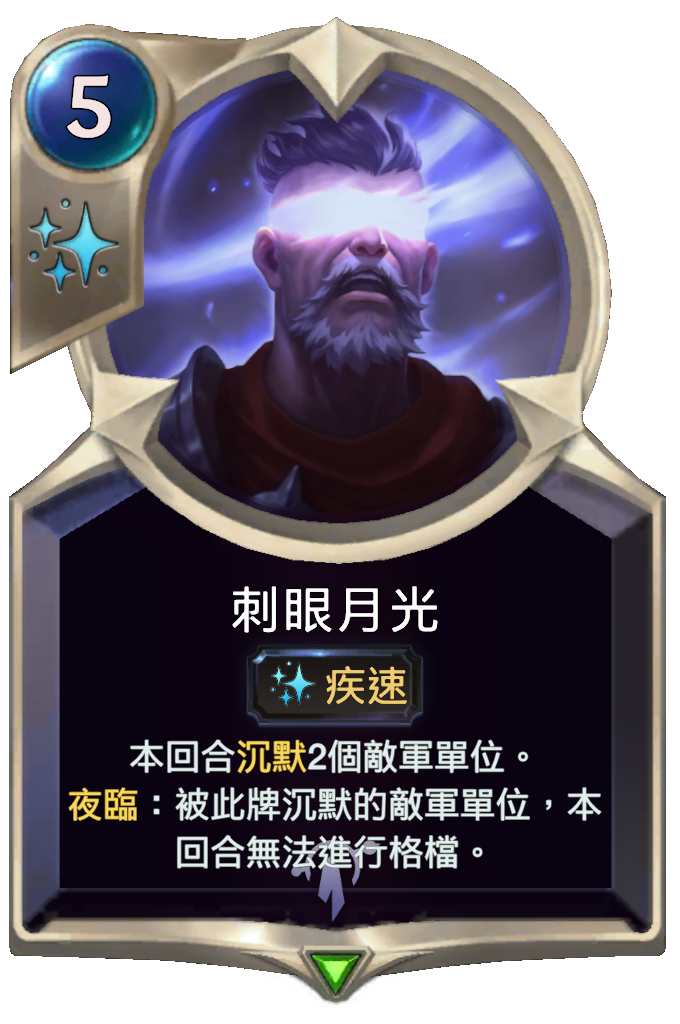 5
刺眼月光
疾速
本回合沉默2個敵軍單位。
夜臨：被此牌沉默的敵軍單位，本
回合無法進行格檔。